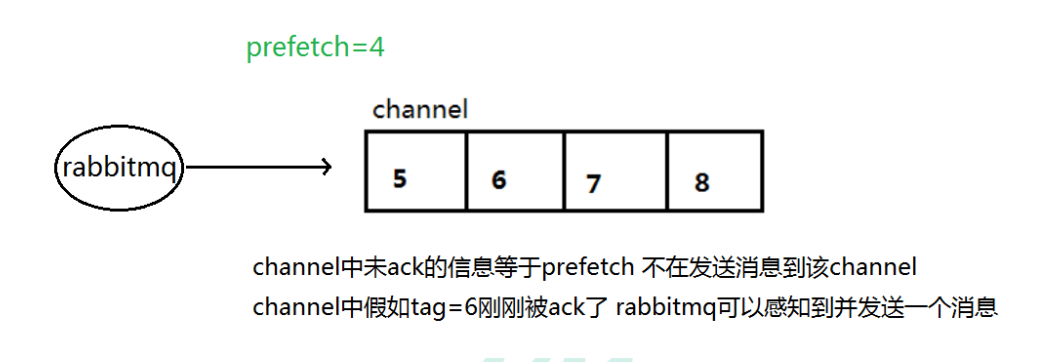 prefetch=4
channel
rabbitmq
5 6 7 8
channel中未ack的信息等于prefetch 不在发送消息到该channel
channel中假如tag=6刚刚被ack了 rabbitmq可以感知到并发送一个消息